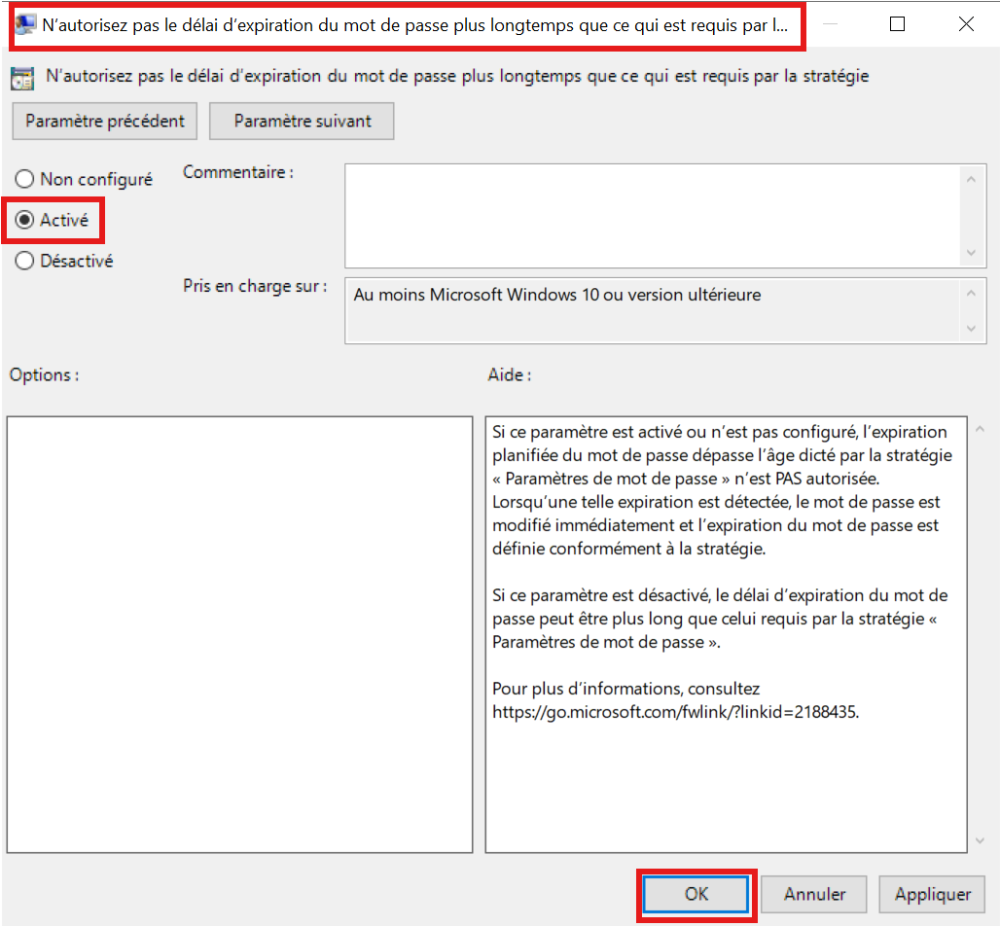 N'autorisez pas le délai d'expiration du mot de passe plus longtemps que ce qui est requis par l...
N'autorisez pas le délai d'expiration du mot de passe plus longtemps que ce qui est requis par la stratégie
Paramètre précédent
Paramètre suivant
Non configuré
Activé
Désactivé
Commentaire :
Pris en charge sur :
Au moins Microsoft Windows 10 ou version ultérieure
Options :
Aide :
Si ce paramètre est activé ou n'est pas configuré, l'expiration
planifiée du mot de passe dépasse l'âge dicté par la stratégie
« Paramètres de mot de passe » n'est PAS autorisée.
Lorsqu'une telle expiration est détectée, le mot de passe est
modifié immédiatement et l'expiration du mot de passe est
définie conformément à la stratégie.
Si ce paramètre est désactivé, le délai d'expiration du mot de
passe peut être plus long que celui requis par la stratégie «
Paramètres de mot de passe ».
Pour plus d'informations, consultez
https://go.microsoft.com/fwlink/?linkid=2188435.
OK
Annuler
Appliquer